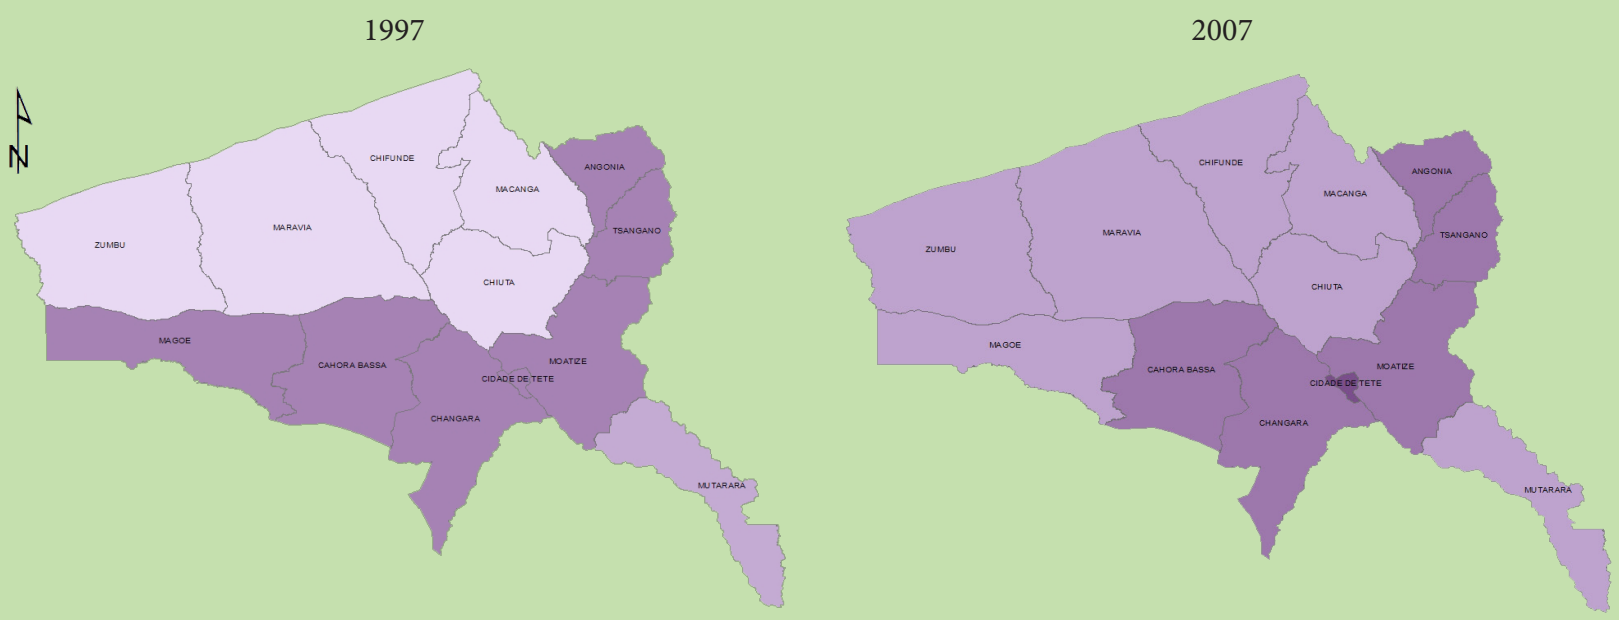 1997
2007
N
CHIFUNDE
ANGONIA
MACANGA
TSANGANO
MARAVIA
ZUMBU
CHIUTA
MAGOE
MOATIZE
CAHORA BASSA
CIDADE DE TETE
CHANGARA
MUTARARA
CHIFUNDE
ANGONIA
MACANGA
TSANGANO
MARAVIA
ZUMBU
CHIUTA
MAGOE
MOATIZE
CAHORA BASSA
CIDADE DE TETE
CHANGARA
MUTARARA